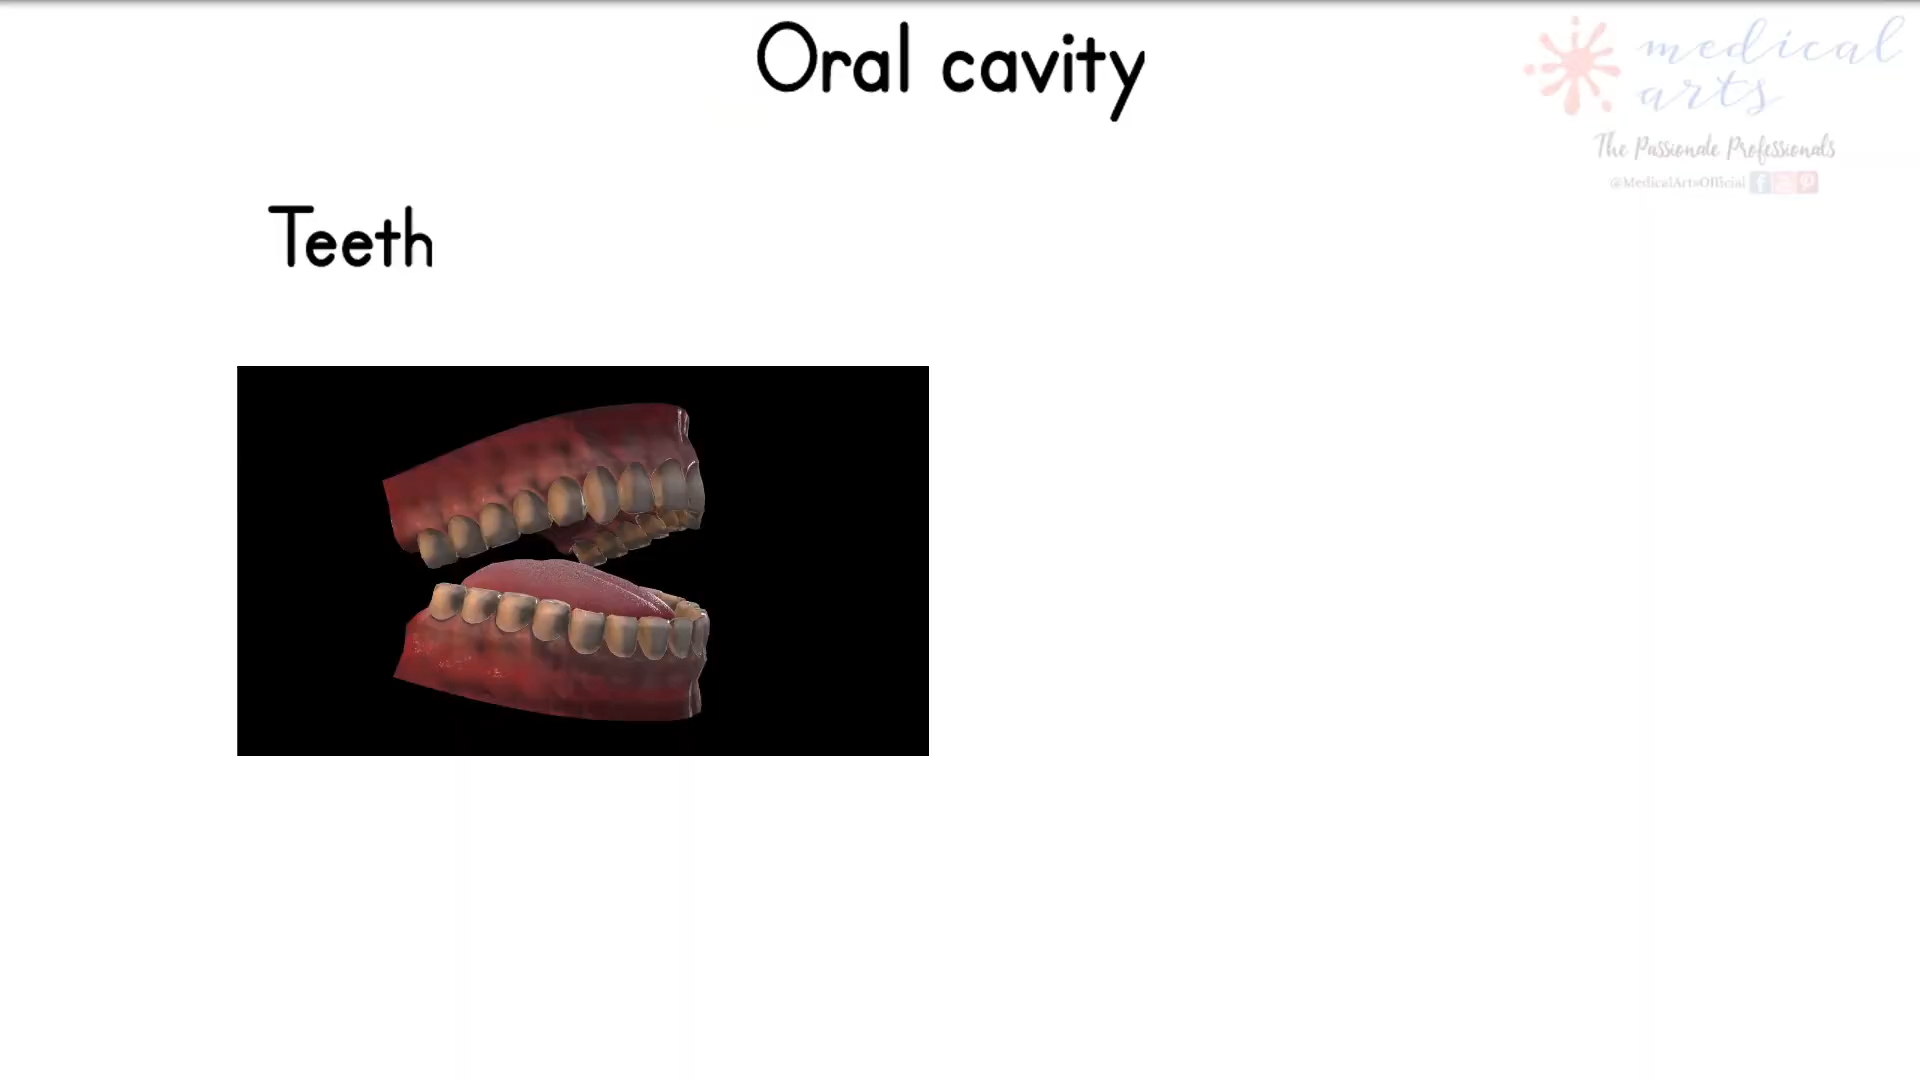 Oral cavity
medical
arts
The Passionate Professionals
@MedicalArtsOfficial
Teeth